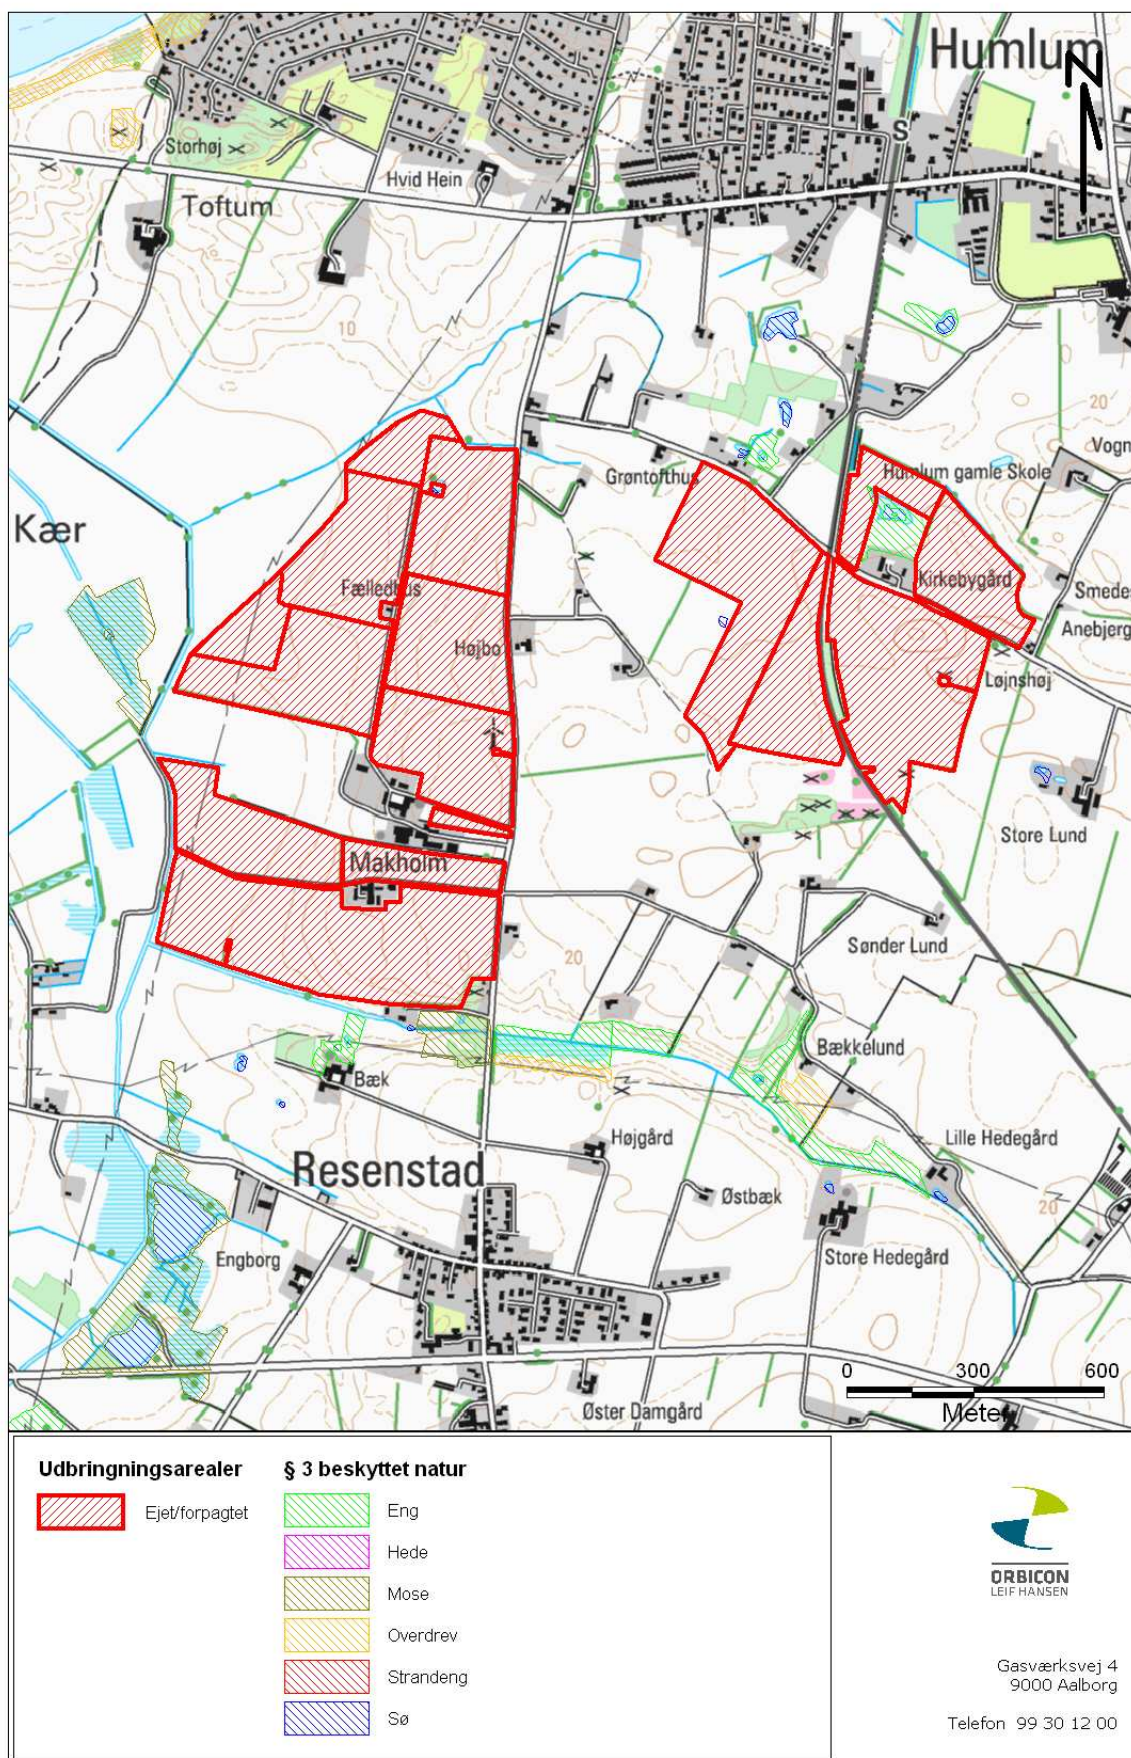 Humlum
N
S
Storhøj
Hvid Hein
Toftum
10
20
Vogn
Grøntofthus
Humlum gamle Skole
Kær
Fælledhus
Kirkebygård
Smedes
Anebjerg
Højbo
Løjnshøj
Store Lund
Makholm
Sønder Lund
20
Bækkelund
Bæk
Højgård
Lille Hedegård
Resenstad
Østbæk
20
Engborg
Store Hedegård
0 300 600
Meter
Øster Damgård
Udbringningsarealer
Ejet/forpagtet
§ 3 beskyttet natur
Eng
Hede
Mose
Overdrev
Strandeng
Sø
ORBICON
LEIF HANSEN
Gasværksvej 4
9000 Aalborg
Telefon 99 30 12 00